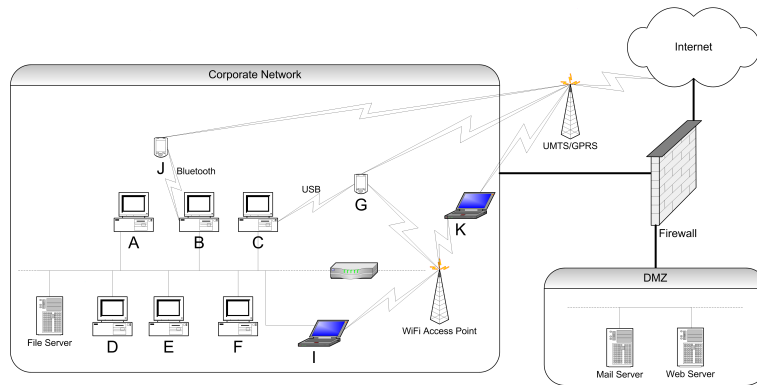 Internet
Corporate Network
UMTS/GPRS
J
Bluetooth
USB
G
K
A
B
C
Firewall
DMZ
WiFi Access Point
File Server
D
E
F
I
Mail Server
Web Server